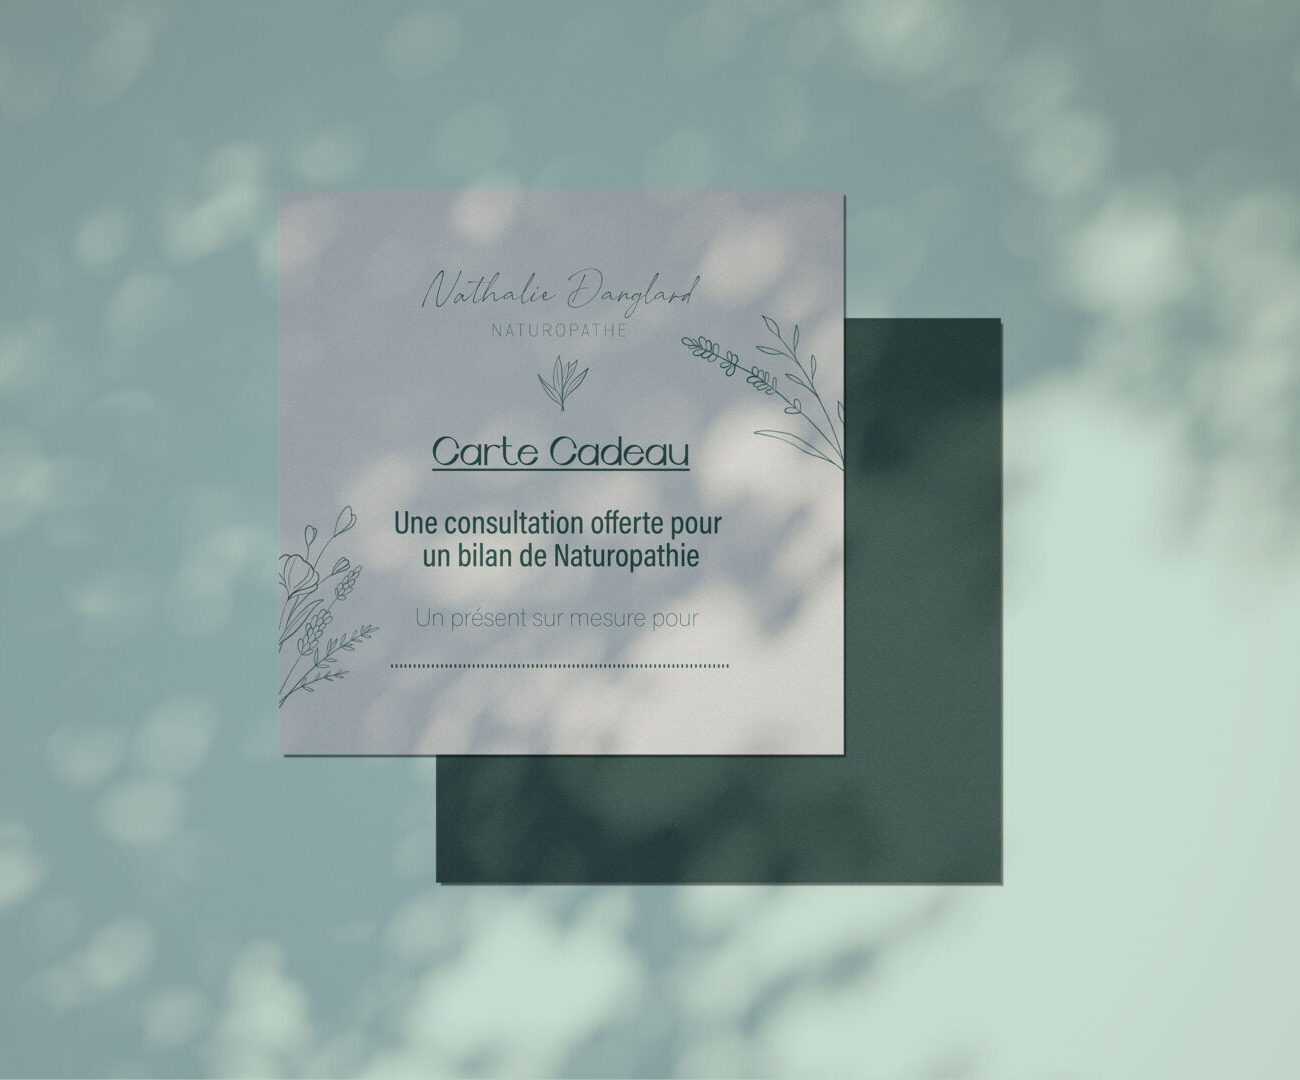 Nathalie Danglard
NATUROPATHE
Carte Cadeau
Une consultation offerte pour
un bilan de Naturopathie
Un présent sur mesure pour